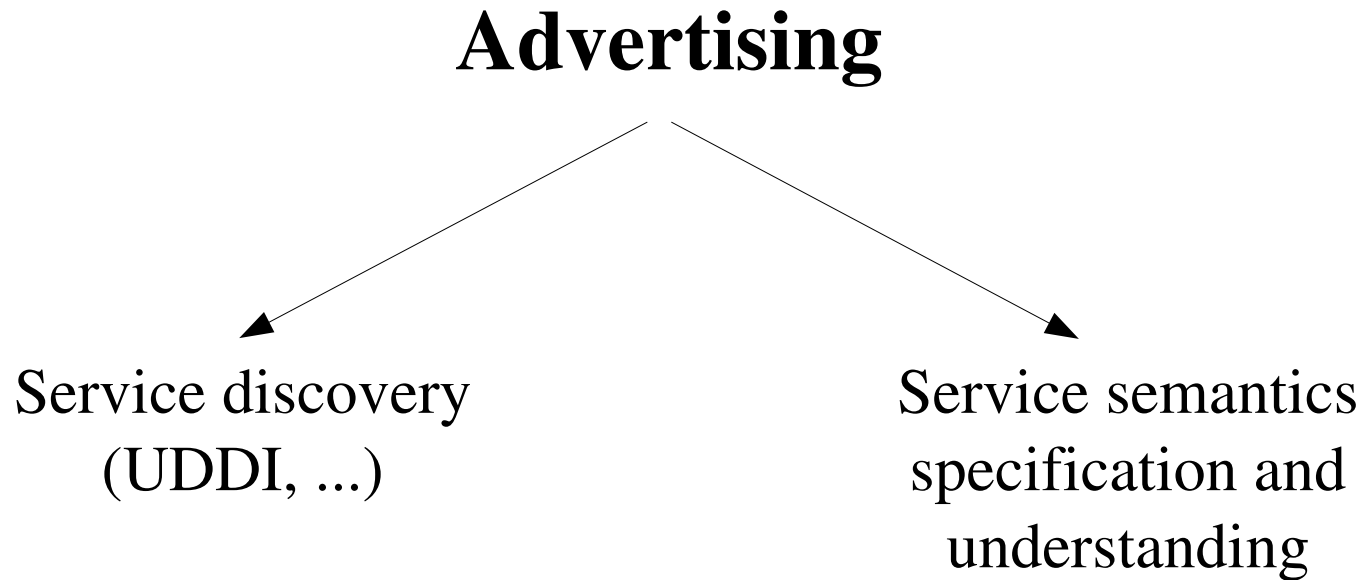 Advertising
Service discovery
(UDDI, ...)
Service semantics
specification and
understanding